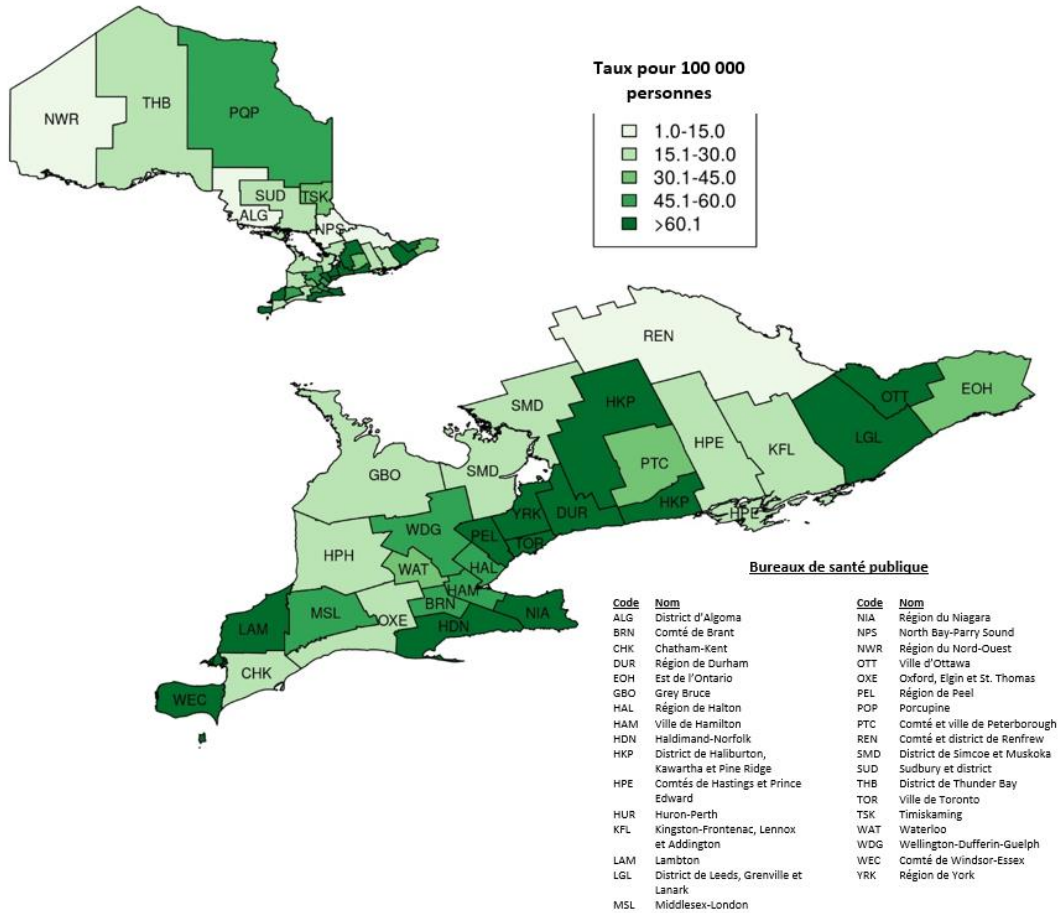 Taux pour 100 000
personnes
1.0-15.0
15.1-30.0
30.1-45.0
45.1-60.0
>60.1
NWR
THB
PQP
SUD
TSK
ALG
NPS
REN
SMD
HKP
OTT
EOH
HPE
KFL
LGL
PTC
GBO
SMD
HKP
HPE
YRK
DUR
WDG
PEL
TOR
HPH
WAT
HAL
HAM
BRN
OXE
MSL
LAM
HDN
NIA
CHK
WEC
Bureaux de santé publique
Code Nom
ALG District d'Algoma
BRN Comté de Brant
CHK Chatham-Kent
DUR Région de Durham
EOH Est de l'Ontario
GBO Grey Bruce
HAL Région de Halton
HAM Ville de Hamilton
HDN Haldimand-Norfolk
HKP District de Haliburton,
Kawartha et Pine Ridge
HPE Comtés de Hastings et Prince
Edward
HUR Huron-Perth
KFL Kingston-Frontenac, Lennox
et Addington
LAM Lambton
LGL District de Leeds, Grenville et
Lanark
MSL Middlesex-London
Code Nom
NIA Région du Niagara
NPS North Bay-Parry Sound
NWR Région du Nord-Ouest
OTT Ville d'Ottawa
OXE Oxford, Elgin et St. Thomas
PEL Région de Peel
POP Porcupine
PTC Comté et ville de Peterborough
REN Comté et district de Renfrew
SMD District de Simcoe et Muskoka
SUD Sudbury et district
THB District de Thunder Bay
TOR Ville de Toronto
TSK Timiskaming
WAT Waterloo
WDG Wellington-Dufferin-Guelph
WEC Comté de Windsor-Essex
YRK Région de York